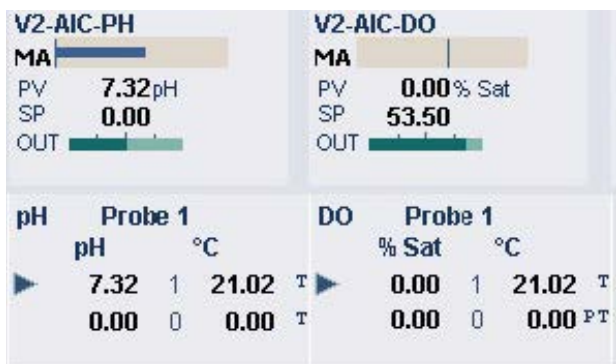 V2-AIC-PH
MA
PV 7.32 pH
SP 0.00
OUT
V2-AIC-DO
MA
PV 0.00 % Sat
SP 53.50
OUT
pH Probe 1
pH °C
7.32 1 21.02 T
0.00 0 0.00 T
DO Probe 1
% Sat °C
0.00 1 21.02 T
0.00 0 0.00 PT